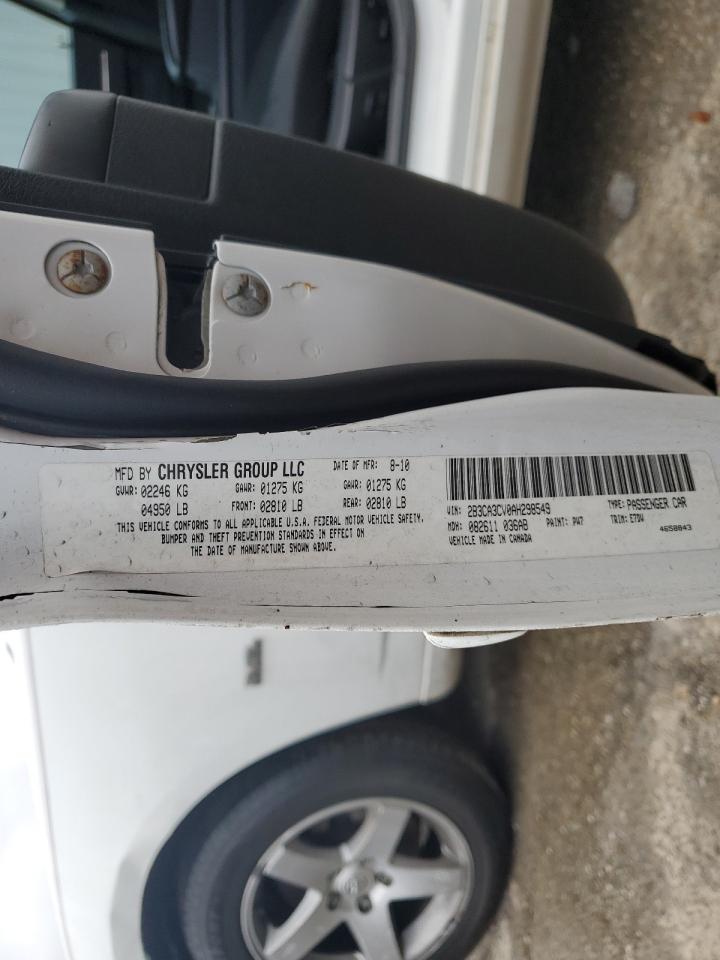 MFD BY CHRYSLER GROUP LLC DATE OF MFR: 8-10
GVWR: 02246 KG GAWR: 01275 KG GAWR: 01275 KG
04950 LB FRONT: 02810 LB REAR: 02810 LB
THIS VEHICLE CONFORMS TO ALL APPLICABLE U.S.A. FEDERAL MOTOR VEHICLE SAFETY,
BUMPER AND THEFT PREVENTION STANDARDS IN EFFECT ON
THE DATE OF MANUFACTURE SHOWN ABOVE.
VIN: 2B3CA3CV0AH298549 TYPE: PASSENGER CAR
MDH: 082611 036AB PAINT: PW7 TRIM: E7DV
VEHICLE MADE IN CANADA 4658843